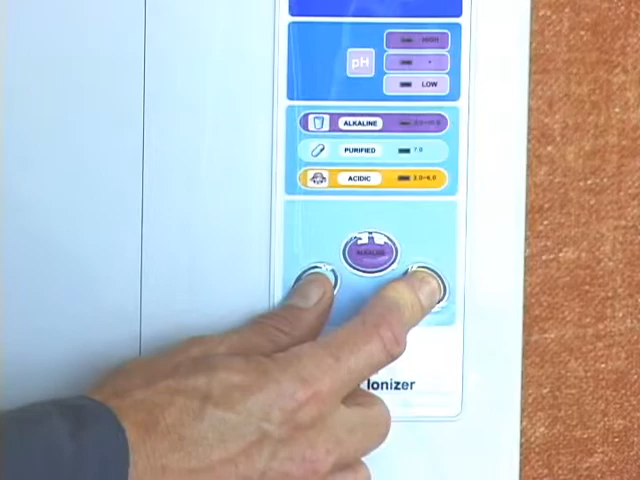 HIGH
pH
LOW
ALKALINE
PURIFIED 7.0
ACIDIC
ALKALINE
Ionizer